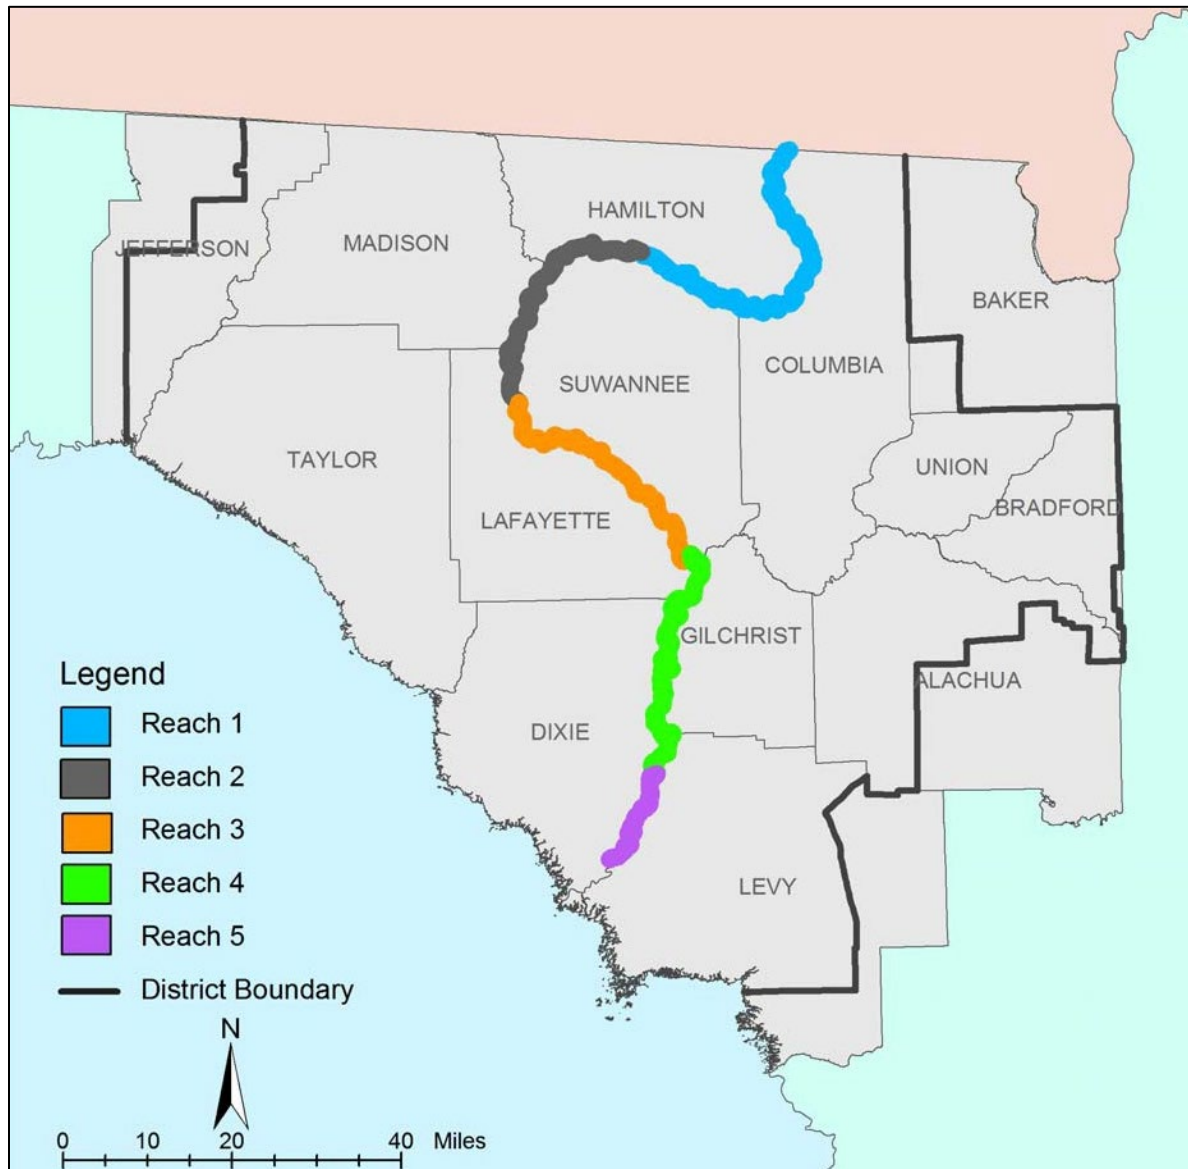 HAMILTON
MADISON
JEFFERSON
BAKER
COLUMBIA
SUWANNEE
TAYLOR
UNION
BRADFORD
LAFAYETTE
GILCHRIST
ALACHUA
DIXIE
LEVY
Legend
Reach 1
Reach 2
Reach 3
Reach 4
Reach 5
District Boundary
N
0 10 20 40 Miles